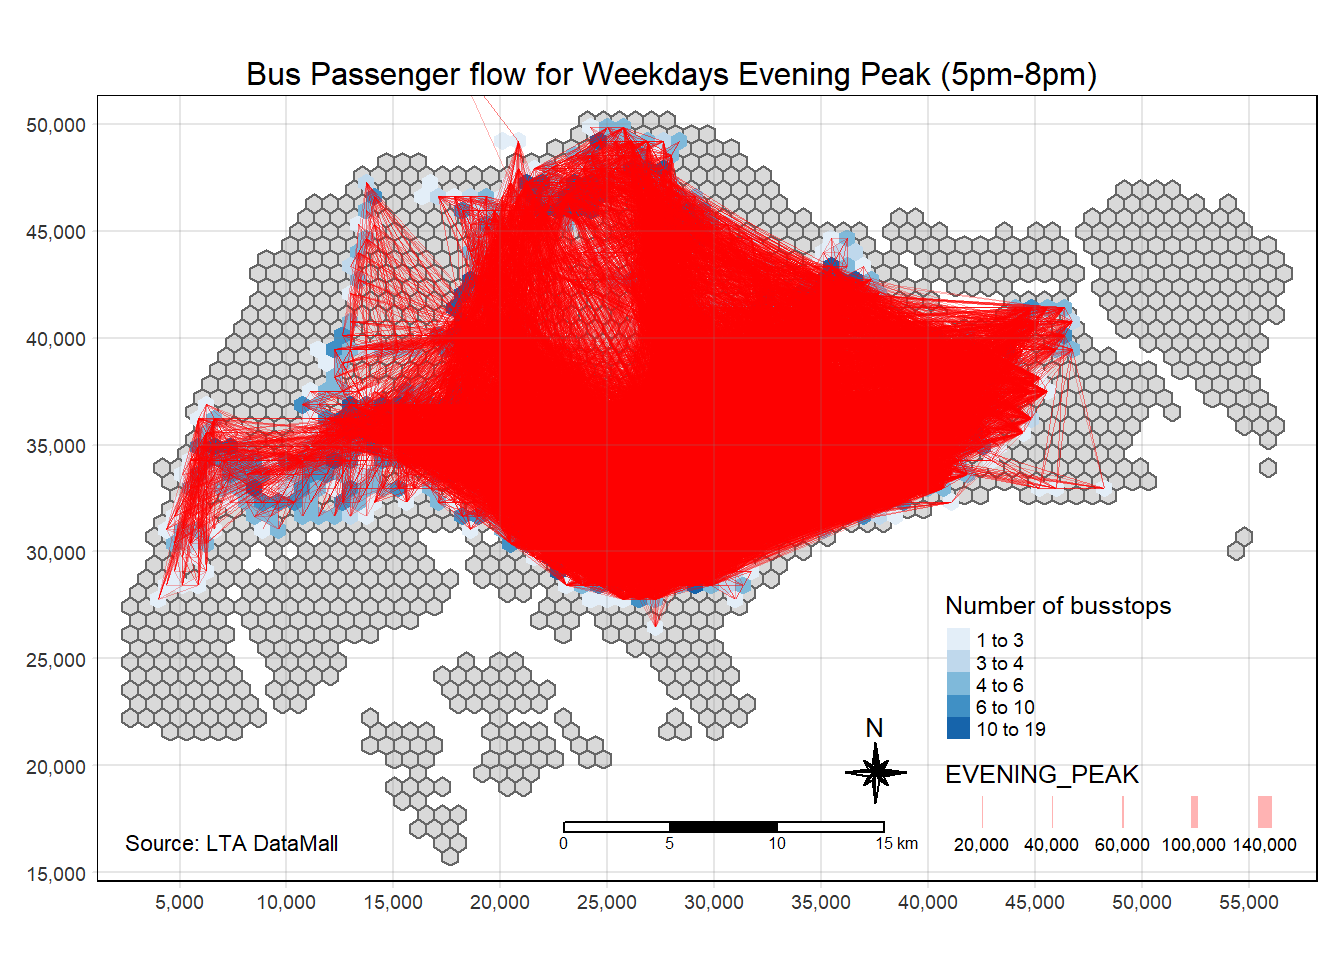 Bus Passenger flow for Weekdays Evening Peak (5pm-8pm)
50,000
45,000
40,000
35,000
30,000
25,000
20,000
15,000
Number of busstops
1 to 3
3 to 4
4 to 6
6 to 10
10 to 19
N
EVENING_PEAK
20,000 40,000 60,000 100,000 140,000
Source: LTA DataMall
0 5 10 15 km
5,000 10,000 15,000 20,000 25,000 30,000 35,000 40,000 45,000 50,000 55,000